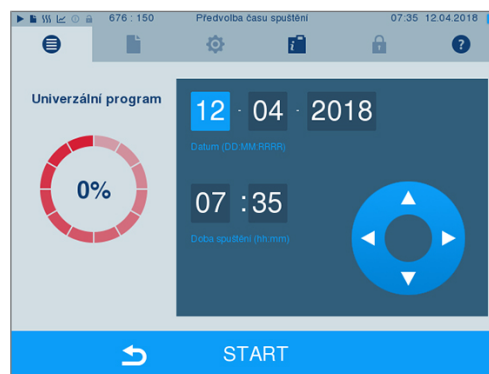 676 : 150 Předvolba času spuštění 07:35 12.04.2018
Univerzální program
12 . 04 . 2018
Datum (DD:MM:RRRR)
0%
07 : 35
Doba spuštění (hh:mm)
START